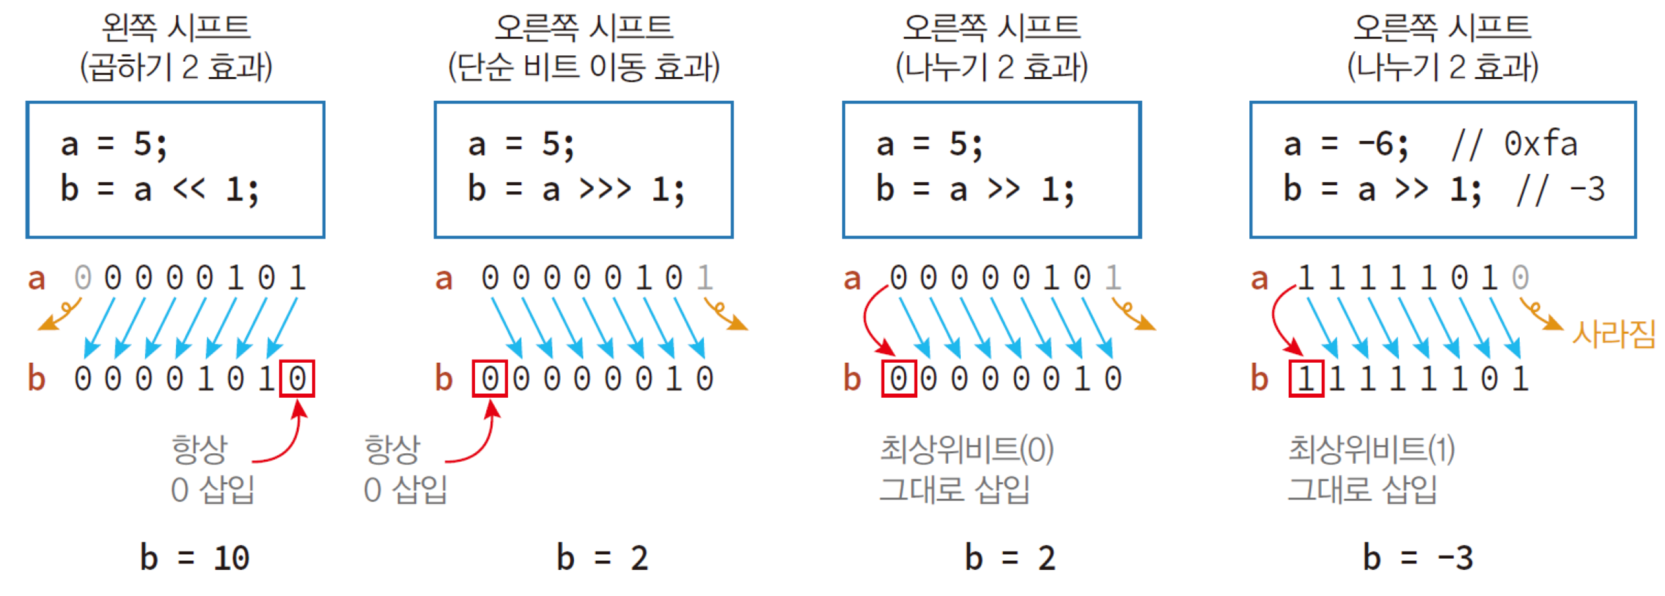 왼쪽 시프트
(곱하기 2 효과)
a = 5;
b = a << 1;
a 0 0 0 0 0 1 0 1
b 0 0 0 0 1 0 1 0
항상
0 삽입
b = 10
오른쪽 시프트
(단순 비트 이동 효과)
a = 5;
b = a >>> 1;
a 0 0 0 0 0 1 0 1
b 0 0 0 0 0 0 1 0
항상
0 삽입
b = 2
오른쪽 시프트
(나누기 2 효과)
a = 5;
b = a >> 1;
a 0 0 0 0 0 1 0 1
b 0 0 0 0 0 0 1 0
최상위비트(0)
그대로 삽입
b = 2
오른쪽 시프트
(나누기 2 효과)
a = -6; // 0xfa
b = a >> 1; // -3
a 1 1 1 1 1 0 1 0
사라짐
b 1 1 1 1 1 1 0 1
최상위비트(1)
그대로 삽입
b = -3